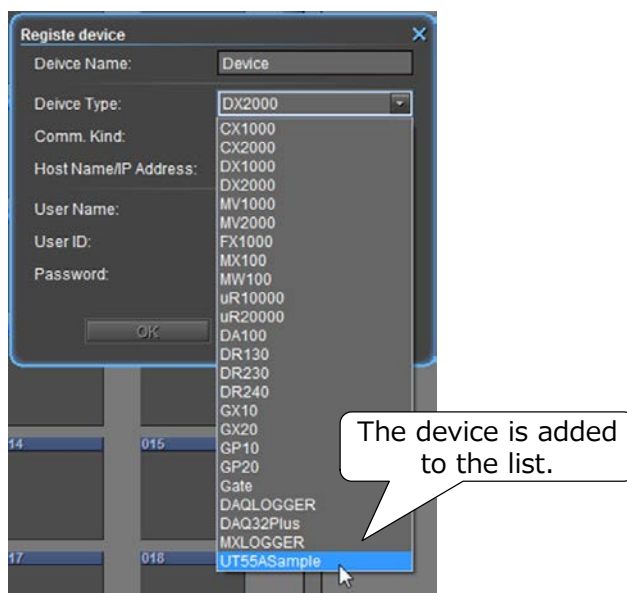 Registe device
Deivce Name: Device
Deivce Type: DX2000
Comm. Kind:
Host Name/IP Address:
User Name:
User ID:
Password:
OK
CX1000
CX2000
DX1000
DX2000
MV1000
MV2000
FX1000
MX100
MW100
uR10000
uR20000
DA100
DR130
DR230
DR240
GX10
GX20
GP10
GP20
Gate
DAQLOGGER
DAQ32Plus
MXLOGGER
UT55ASample
The device is added
to the list.
14 015
17 018